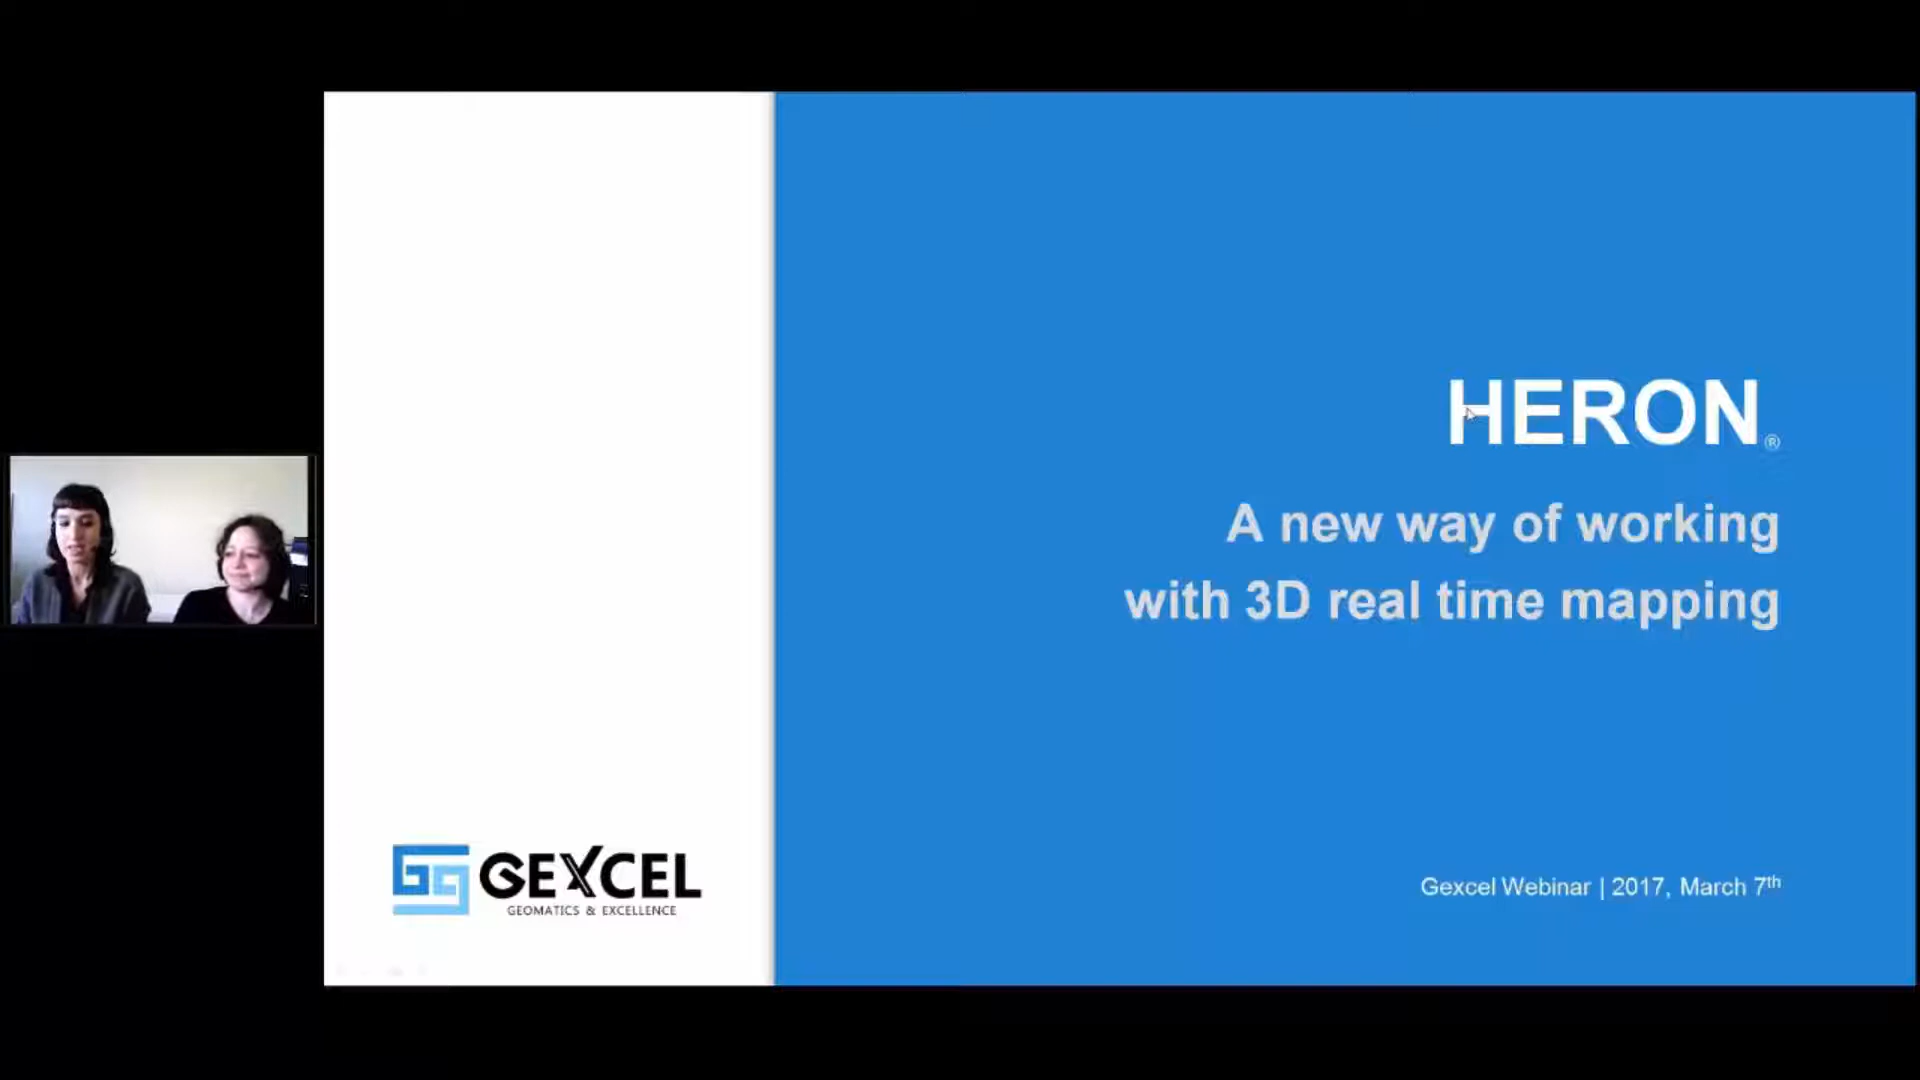 HERON®
A new way of working
with 3D real time mapping
GEXCEL
GEOMATICS & EXCELLENCE
Gexcel Webinar | 2017, March 7th